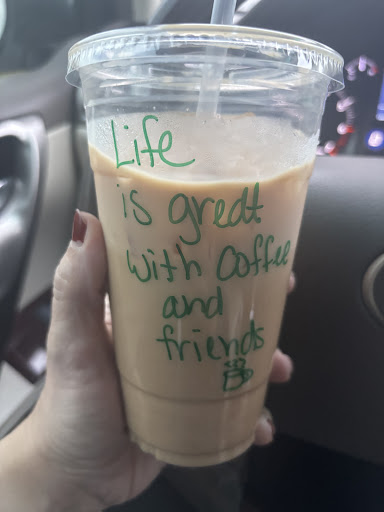 Life
is great
with Coffee
and
friends